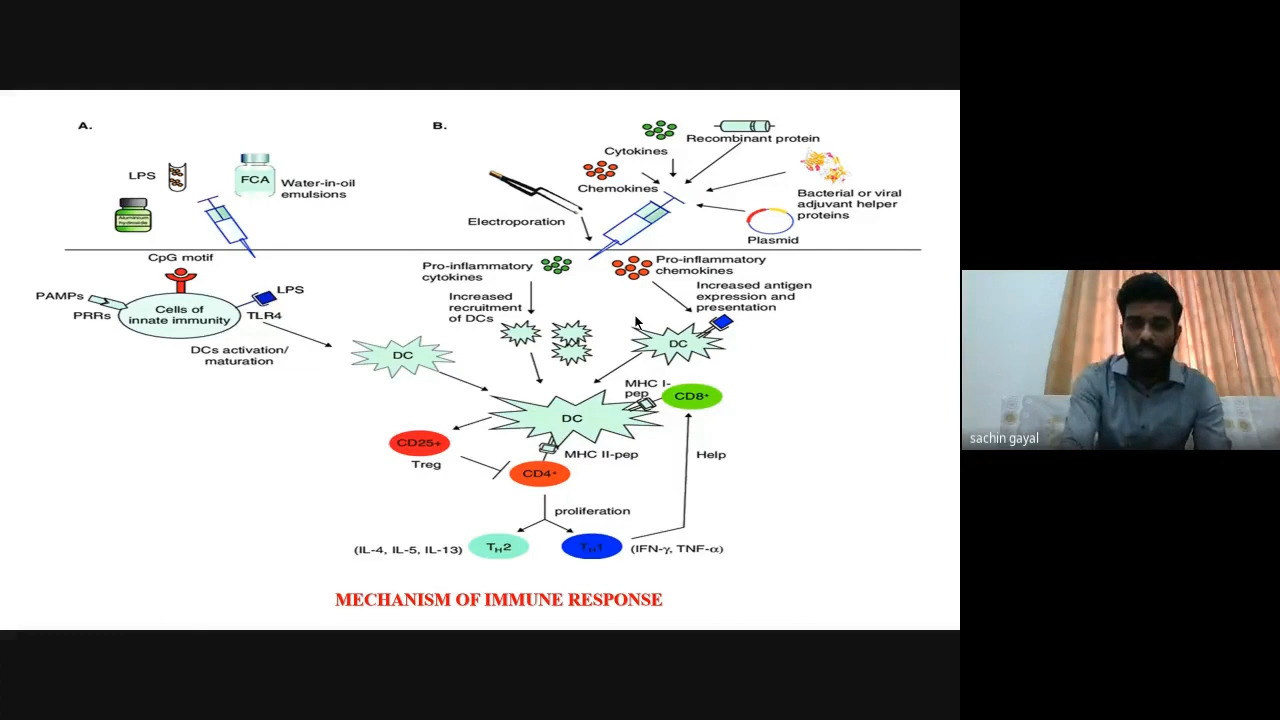 A.
B.
LPS
FCA
Water-in-oil
emulsions
Aluminium
hydroxide
Cytokines
Recombinant protein
Chemokines
Electroporation
Bacterial or viral
adjuvant helper
proteins
Plasmid
CpG motif
PAMPs
PRRs
Cells of
innate immunity
LPS
TLR4
DCs activation/
maturation
Pro-inflammatory
cytokines
Pro-inflammatory
chemokines
Increased
recruitment
of DCs
Increased antigen
expression and
presentation
DC
DC
DC
MHC I-
pep
CD8+
CD25+
Treg
MHC II-pep
CD4+
Help
proliferation
(IL-4, IL-5, IL-13)
TH2
TH1
(IFN-γ, TNF-α)
MECHANISM OF IMMUNE RESPONSE
sachin gayal